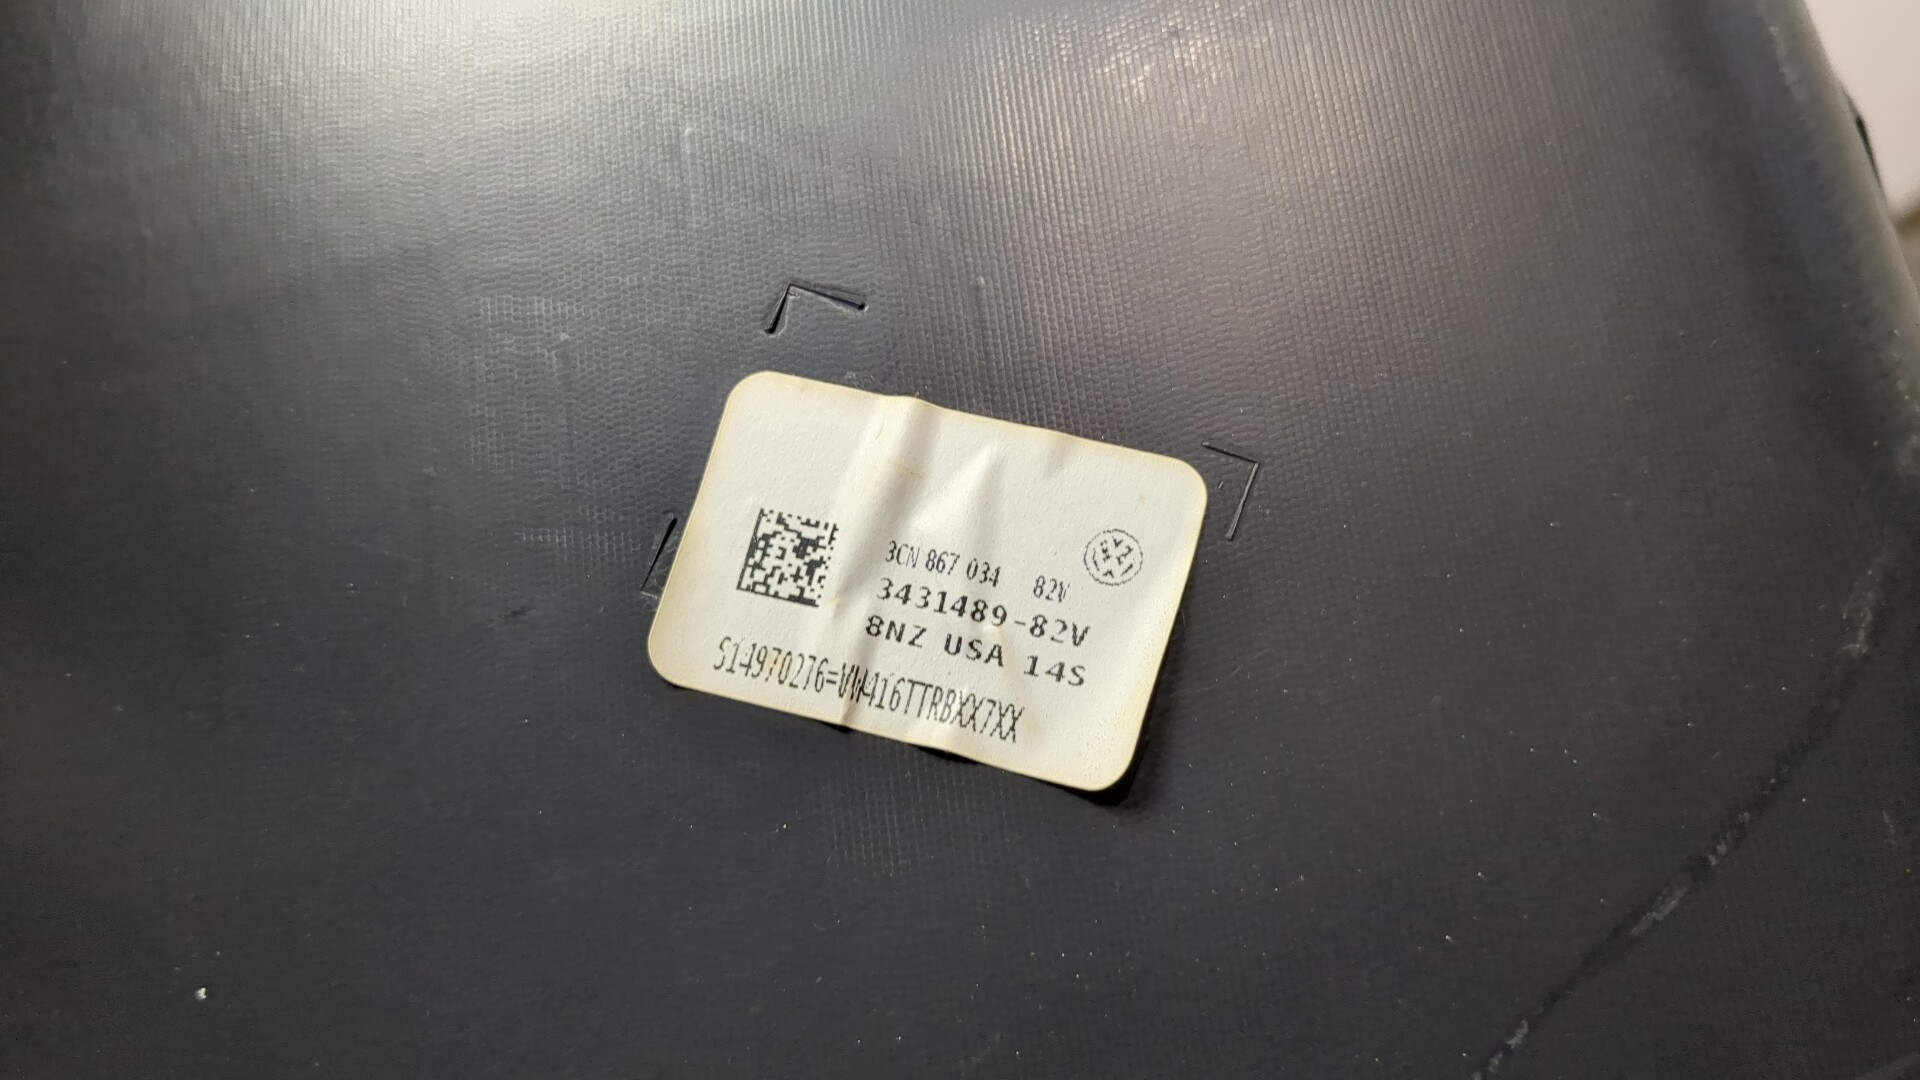 3CN 867 034 82V
3431489-82V
8NZ USA 14S
S14970276=VW416TTRBXX7XX